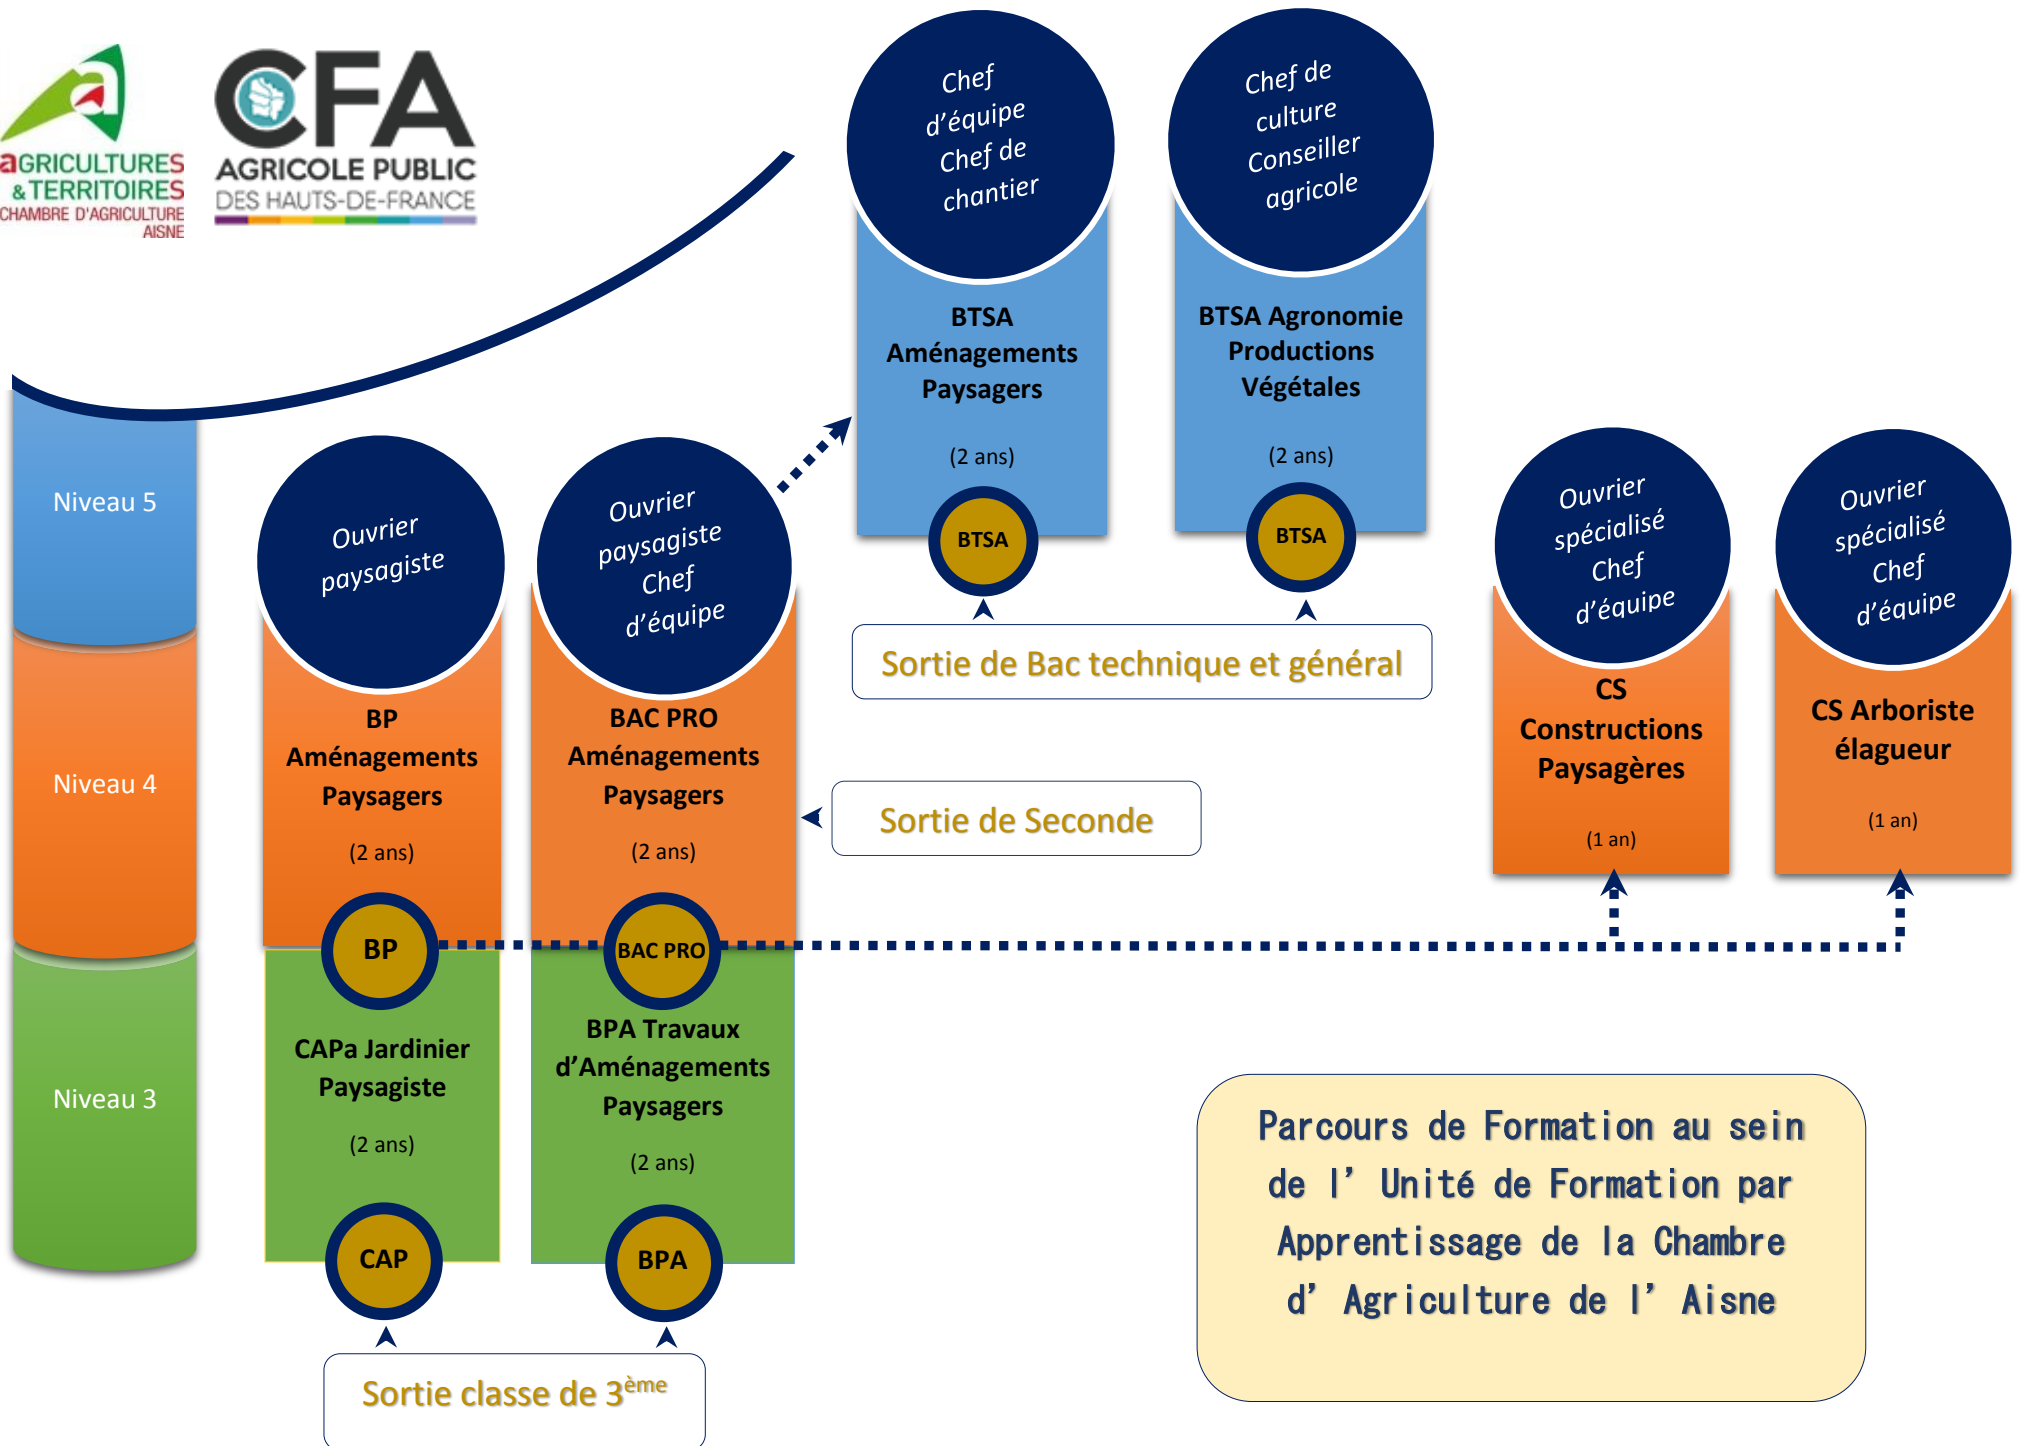 aGRICULTURES
& TERRITOIRES
CHAMBRE D'AGRICULTURE
AISNE
CFA
AGRICOLE PUBLIC
DES HAUTS-DE-FRANCE
Chef
d'équipe
Chef de
chantier
BTSA
Aménagements
Paysagers
(2 ans)
BTSA
Chef de
culture
Conseiller
agricole
BTSA Agronomie
Productions
Végétales
(2 ans)
BTSA
Sortie de Bac technique et général
Niveau 5
Niveau 4
Niveau 3
Ouvrier
paysagiste
BP
Aménagements
Paysagers
(2 ans)
BP
CAPa Jardinier
Paysagiste
(2 ans)
CAP
Ouvrier
paysagiste
Chef
d'équipe
BAC PRO
Aménagements
Paysagers
(2 ans)
BAC PRO
BPA Travaux
d'Aménagements
Paysagers
(2 ans)
BPA
Sortie de Seconde
Sortie classe de 3ème
Ouvrier
spécialisé
Chef
d'équipe
CS
Constructions
Paysagères
(1 an)
Ouvrier
spécialisé
Chef
d'équipe
CS Arboriste
élagueur
(1 an)
Parcours de Formation au sein
de l' Unité de Formation par
Apprentissage de la Chambre
d' Agriculture de l' Aisne